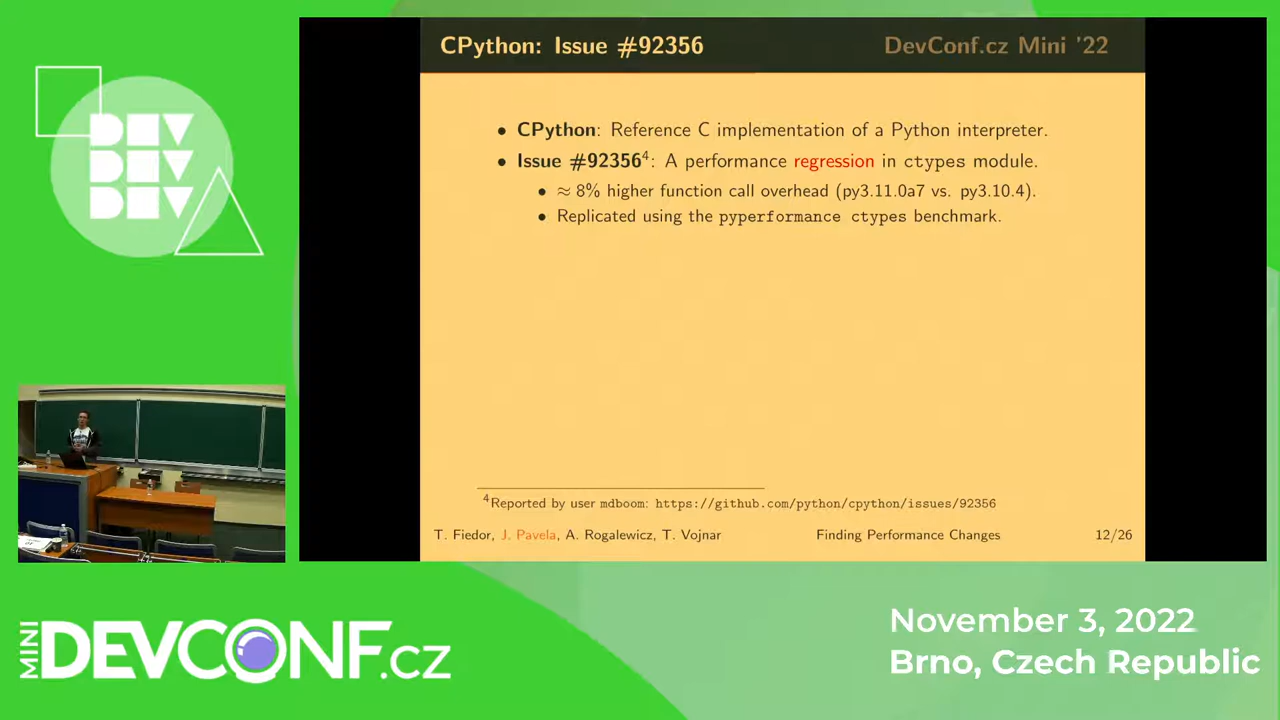 DEV
DEV
DEV
CPython: Issue #92356
DevConf.cz Mini '22
• CPython: Reference C implementation of a Python interpreter.
• Issue #92356⁴: A performance regression in ctypes module.
• ≈ 8% higher function call overhead (py3.11.0a7 vs. py3.10.4).
• Replicated using the pyperformance ctypes benchmark.
⁴Reported by user mdboom: https://github.com/python/cpython/issues/92356
T. Fiedor, J. Pavela, A. Rogalewicz, T. Vojnar
Finding Performance Changes
12/26
MINI
DEVCONF.cz
November 3, 2022
Brno, Czech Republic